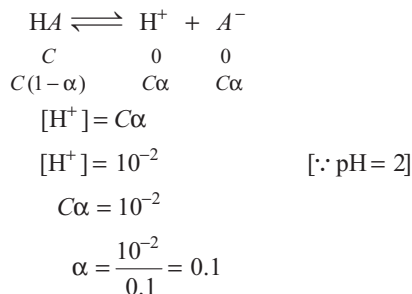 HA ⇌ H⁺ + A⁻
C 0 0
C(1−α) Cα Cα
[H⁺] = Cα
[H⁺] = 10⁻² [∵ pH = 2]
Cα = 10⁻²
α = 10⁻²/0.1 = 0.1